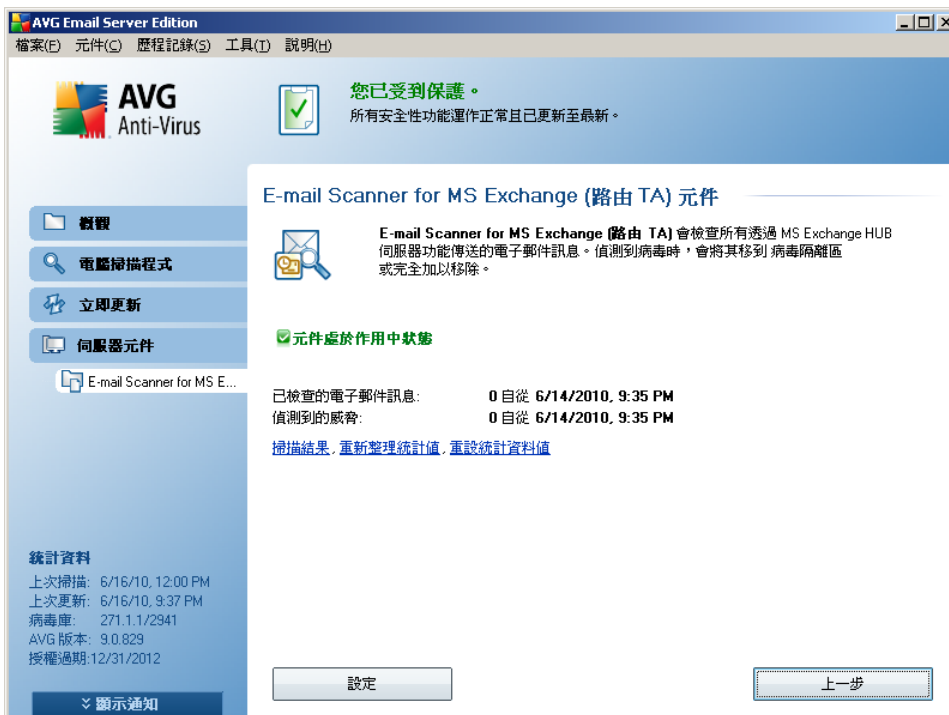 AVG Email Server Edition
檔案(F) 元件(C) 歷程記錄(S) 工具(T) 說明(H)
AVG
Anti-Virus
您已受到保護。
所有安全性功能運作正常且已更新至最新。
概觀
電腦掃描程式
立即更新
伺服器元件
E-mail Scanner for MS E...
E-mail Scanner for MS Exchange (路由 TA) 元件
E-mail Scanner for MS Exchange (路由 TA) 會檢查所有透過 MS Exchange HUB
伺服器功能傳送的電子郵件訊息。偵測到病毒時，會將其移到 病毒隔離區
或完全加以移除。
元件處於作用中狀態
已檢查的電子郵件訊息: 0 自從 6/14/2010, 9:35 PM
偵測到的威脅: 0 自從 6/14/2010, 9:35 PM
掃描結果, 重新整理統計值, 重設統計資料值
統計資料
上次掃描: 6/16/10, 12:00 PM
上次更新: 6/16/10, 9:37 PM
病毒庫: 271.1.1/2941
AVG 版本: 9.0.829
授權過期:12/31/2012
顯示通知
設定
上一步